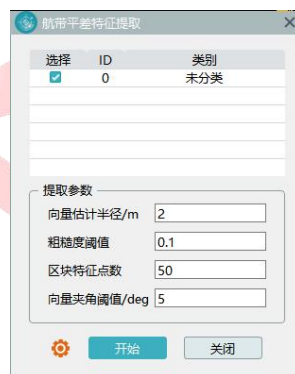 航带平差特征提取
选择 ID 类别
0 未分类
提取参数
向量估计半径/m 2
粗糙度阈值 0.1
区块特征点数 50
向量夹角阈值/deg 5
开始 关闭